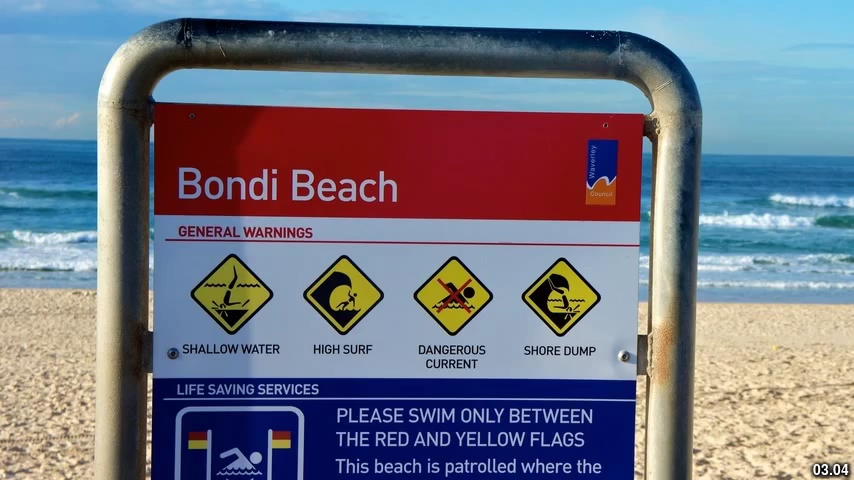 Bondi Beach
Waverley
Council
GENERAL WARNINGS
SHALLOW WATER
HIGH SURF
DANGEROUS
CURRENT
SHORE DUMP
LIFE SAVING SERVICES
PLEASE SWIM ONLY BETWEEN
THE RED AND YELLOW FLAGS
This beach is patrolled where the
03.04